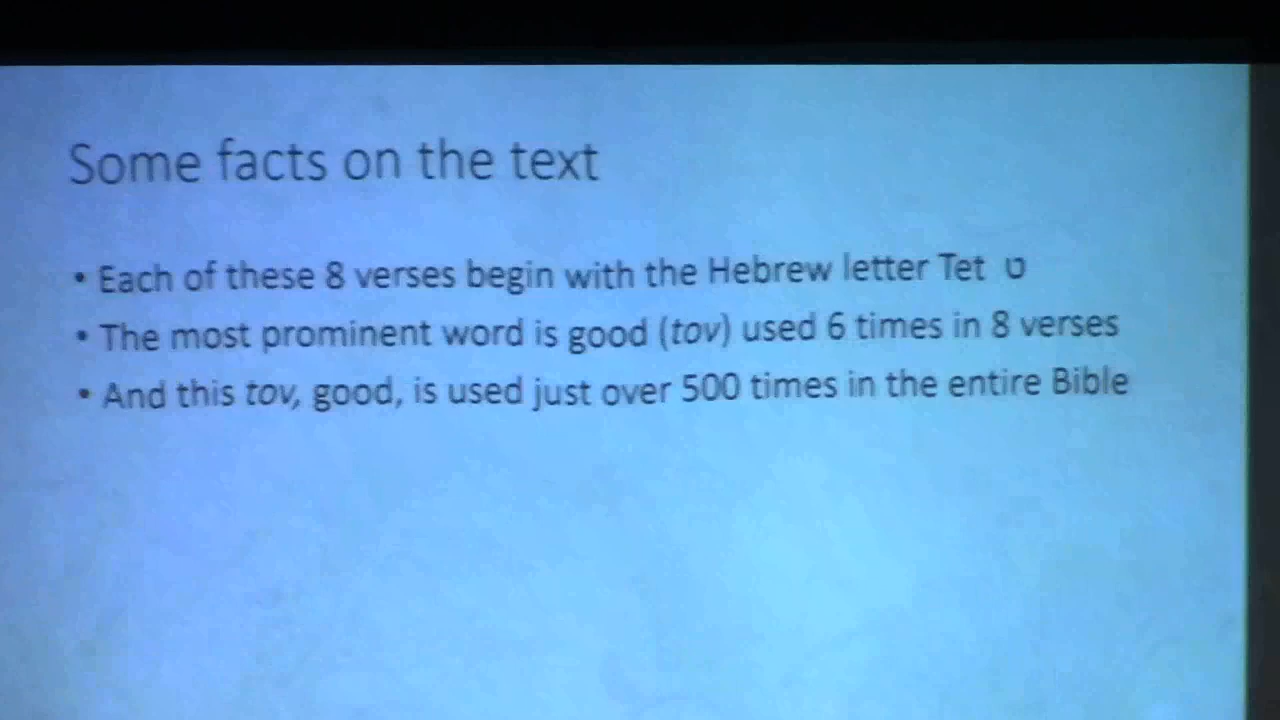 Some facts on the text
• Each of these 8 verses begin with the Hebrew letter Tet ט
• The most prominent word is good (tov) used 6 times in 8 verses
• And this tov, good, is used just over 500 times in the entire Bible